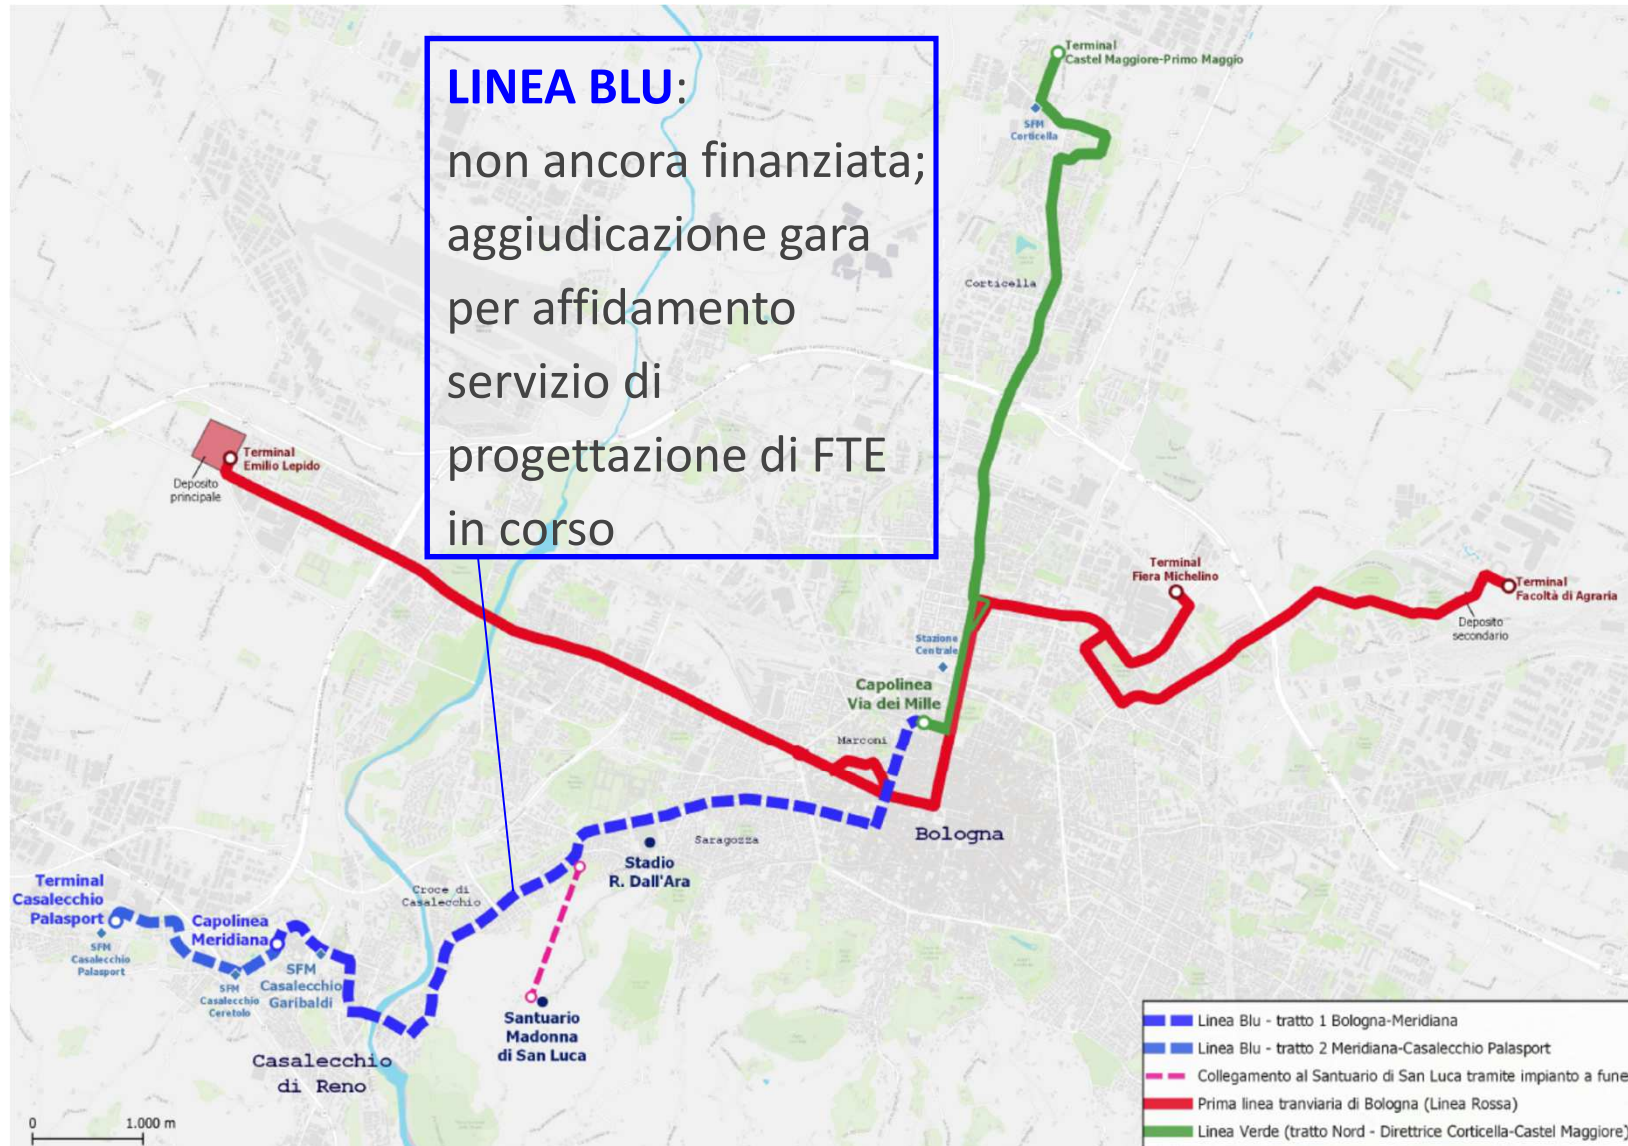 LINEA BLU:
non ancora finanziata;
aggiudicazione gara
per affidamento
servizio di
progettazione di FTE
in corso
Terminal
Castel Maggiore-Primo Maggio
SFM
Corticella
Corticella
Terminal
Emilio Lepido
Deposito
principale
Terminal
Fiera Michelino
Terminal
Facoltà di Agraria
Deposito
secondario
Stazione
Centrale
Capolinea
Via dei Mille
Marconi
Bologna
Saragozza
Stadio
R. Dall'Ara
Croce di
Casalecchio
Terminal
Casalecchio
Palasport
SFM
Casalecchio
Palasport
Capolinea
Meridiana
SFM
Casalecchio
Ceretolo
SFM
Casalecchio
Garibaldi
Santuario
Madonna
di San Luca
Casalecchio
di Reno
0 1.000 m
Linea Blu - tratto 1 Bologna-Meridiana
Linea Blu - tratto 2 Meridiana-Casalecchio Palasport
Collegamento al Santuario di San Luca tramite impianto a fune
Prima linea tranviaria di Bologna (Linea Rossa)
Linea Verde (tratto Nord - Direttrice Corticella-Castel Maggiore)